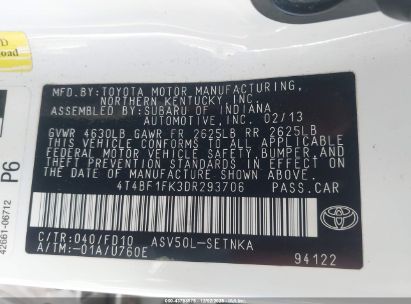 D
oad
MFD. BY: TOYOTA MOTOR MANUFACTURING,
NORTHERN KENTUCKY INC.
ASSEMBLED BY: SUBARU OF INDIANA
AUTOMOTIVE, INC. 02/13
GVWR 4630LB GAWR FR 2625LB RR 2625LB
THIS VEHICLE CONFORMS TO ALL APPLICABLE
FEDERAL MOTOR VEHICLE SAFETY, BUMPER, AND
THEFT PREVENTION STANDARDS IN EFFECT ON
THE DATE OF MANUFACTURE SHOWN ABOVE.
4T4BF1FK3DR293706 PASS.CAR
C/TR:040/FD10 ASV50L-SETNKA
A/TM:-01A/U760E
94122
TOYOTA
P6
42661-06712